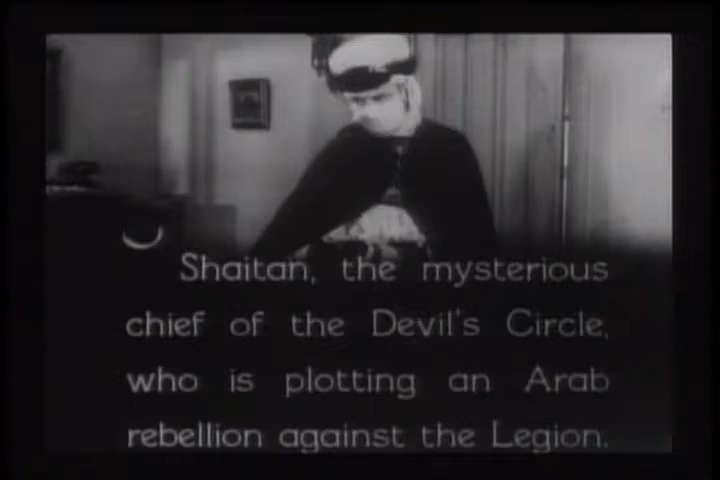 Shaitan, the mysterious
chief of the Devil's Circle,
who is plotting an Arab
rebellion against the Legion.